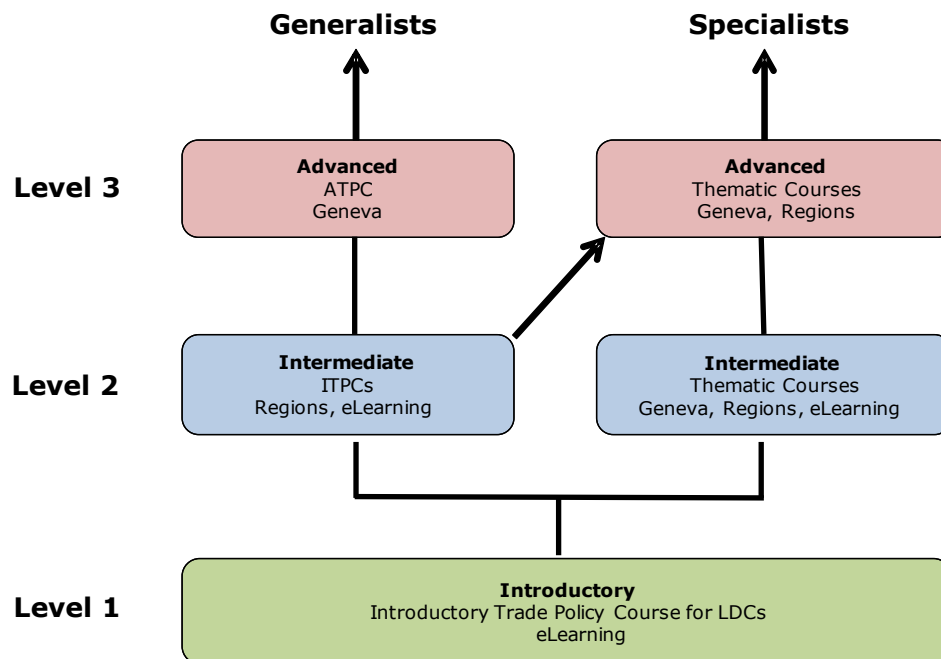 Generalists
Specialists
Level 3
Advanced
ATPC
Geneva
Advanced
Thematic Courses
Geneva, Regions
Level 2
Intermediate
ITPCs
Regions, eLearning
Intermediate
Thematic Courses
Geneva, Regions, eLearning
Level 1
Introductory
Introductory Trade Policy Course for LDCs
eLearning